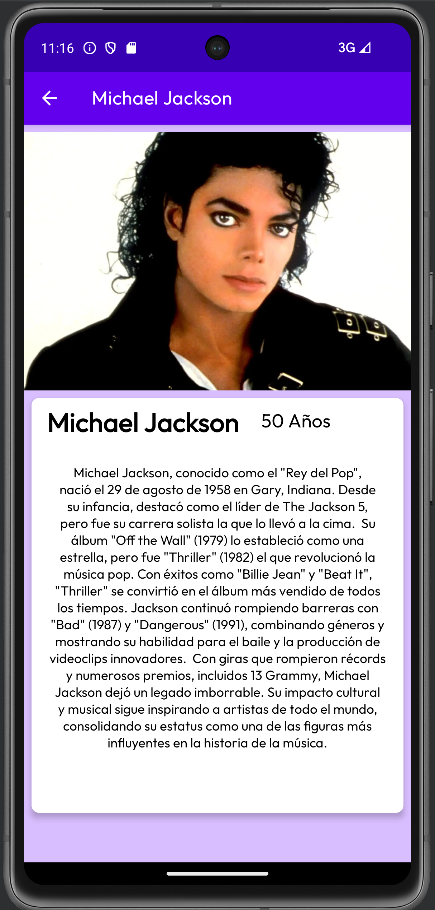 11:16 3G
Michael Jackson
Michael Jackson 50 Años
Michael Jackson, conocido como el "Rey del Pop",
nació el 29 de agosto de 1958 en Gary, Indiana. Desde
su infancia, destacó como el líder de The Jackson 5,
pero fue su carrera solista la que lo llevó a la cima.  Su
álbum "Off the Wall" (1979) lo estableció como una
estrella, pero fue "Thriller" (1982) el que revolucionó la
música pop. Con éxitos como "Billie Jean" y "Beat It",
"Thriller" se convirtió en el álbum más vendido de todos
los tiempos. Jackson continuó rompiendo barreras con
"Bad" (1987) y "Dangerous" (1991), combinando géneros y
mostrando su habilidad para el baile y la producción de
videoclips innovadores.  Con giras que rompieron récords
y numerosos premios, incluidos 13 Grammy, Michael
Jackson dejó un legado imborrable. Su impacto cultural
y musical sigue inspirando a artistas de todo el mundo,
consolidando su estatus como una de las figuras más
influyentes en la historia de la música.